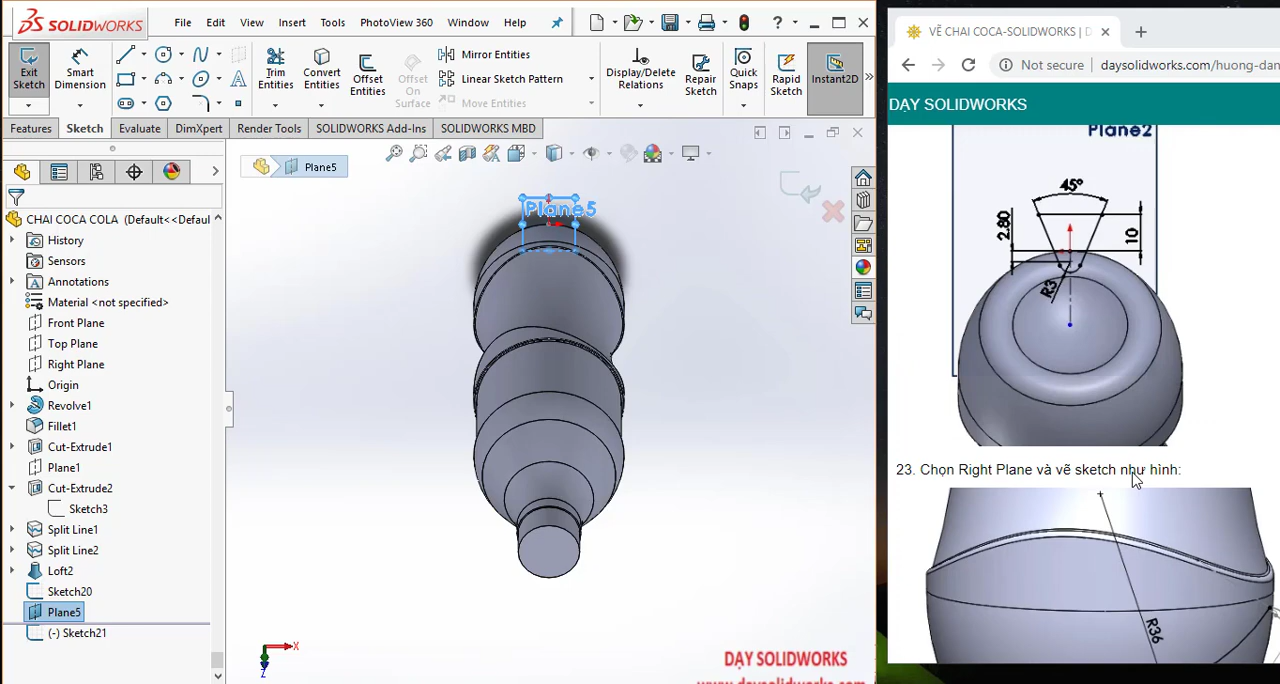 SOLIDWORKS
File
Edit
View
Insert
Tools
PhotoView 360
Window
Help
Exit Sketch
Smart Dimension
Trim Entities
Convert Entities
Offset Entities
Offset On Surface
Mirror Entities
Linear Sketch Pattern
Move Entities
Display/Delete Relations
Repair Sketch
Quick Snaps
Rapid Sketch
Instant2D
Features
Sketch
Evaluate
DimXpert
Render Tools
SOLIDWORKS Add-Ins
SOLIDWORKS MBD
Plane5
CHAI COCA COLA (Default<<Defaul
History
Sensors
Annotations
Material <not specified>
Front Plane
Top Plane
Right Plane
Origin
Revolve1
Fillet1
Cut-Extrude1
Plane1
Cut-Extrude2
Sketch3
Split Line1
Split Line2
Loft2
Sketch20
Plane5
(-) Sketch21
Plane5
X
Z
DẠY SOLIDWORKS
VẼ CHAI COCA-SOLIDWORKS | D
Not secure
daysolidworks.com/huong-dan
DAY SOLIDWORKS
Plane2
45°
2.80
10
R3
23. Chọn Right Plane và vẽ sketch như hình:
R36